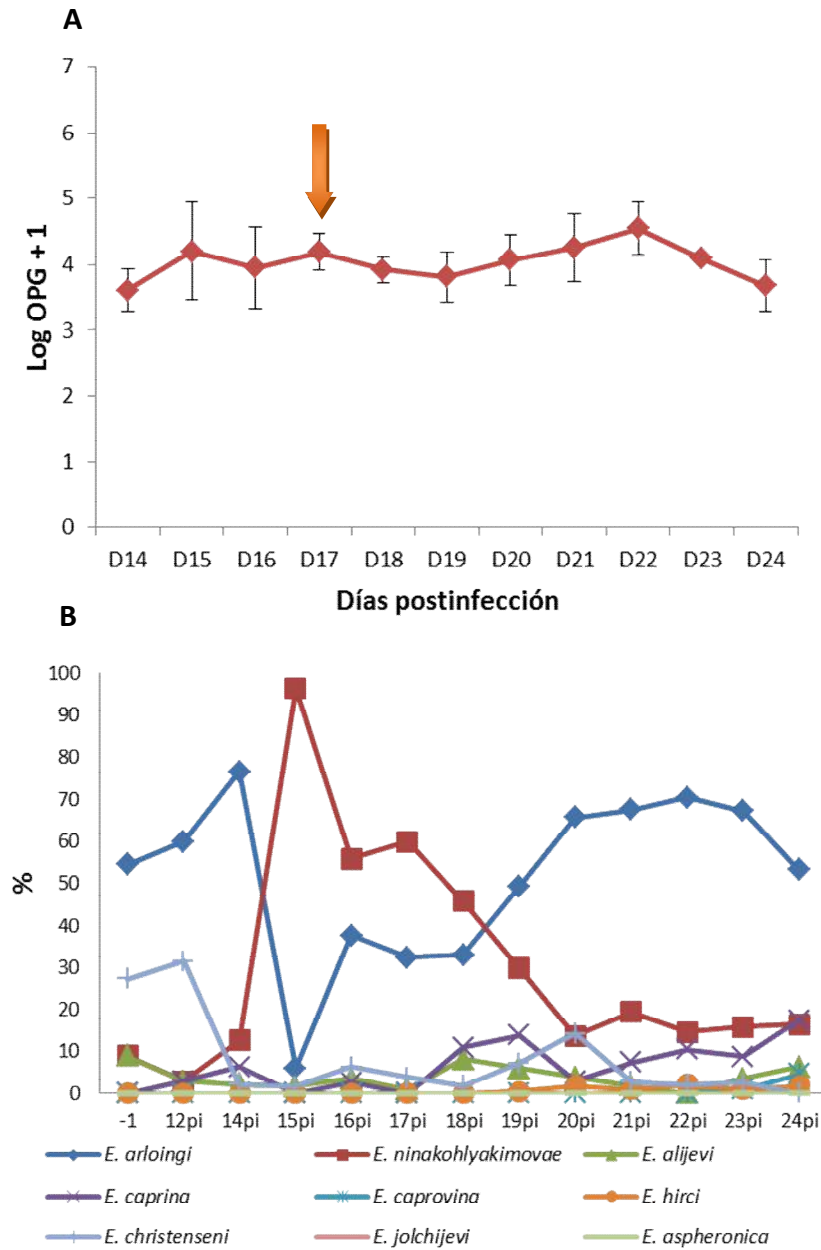 A
7
6
5
4
3
2
1
0
Log OPG + 1
D14 D15 D16 D17 D18 D19 D20 D21 D22 D23 D24
Días postinfección
B
100
90
80
70
60
50
40
30
20
10
0
%
-1 12pi 14pi 15pi 16pi 17pi 18pi 19pi 20pi 21pi 22pi 23pi 24pi
E. arloingi E. ninakohlyakimovae E. alijevi
E. caprina E. caprovina E. hirci
E. christenseni E. jolchijevi E. aspheronica